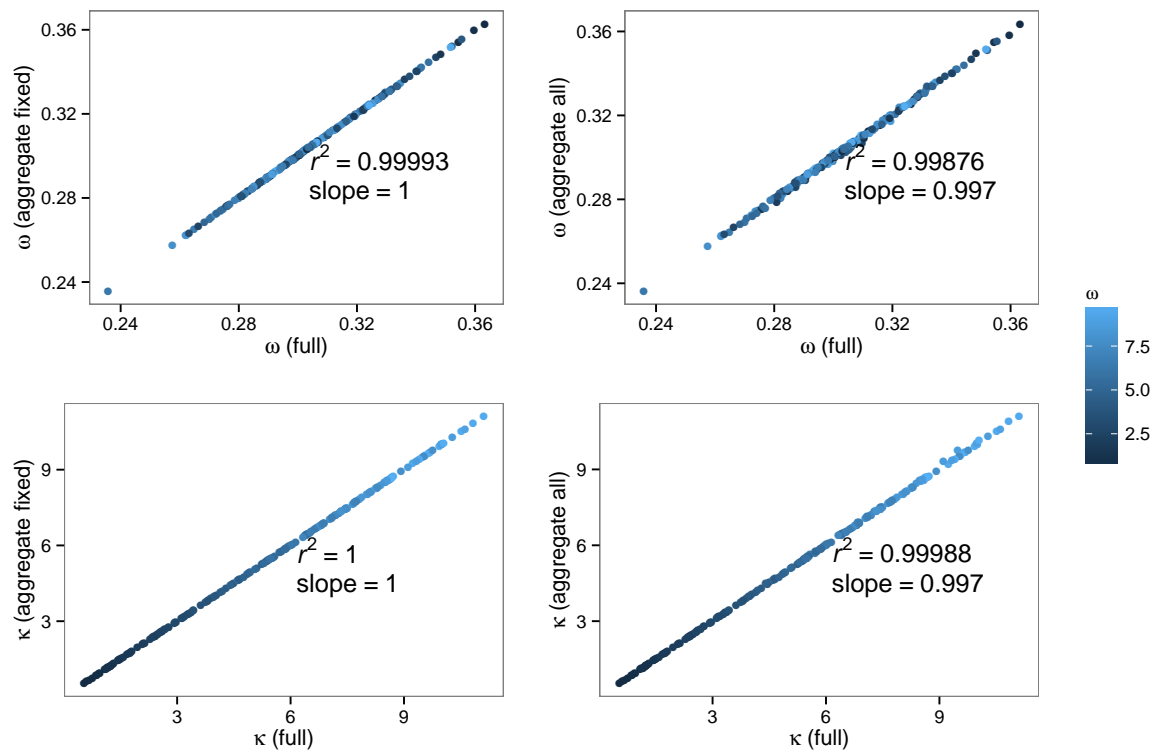 0.36
0.32
0.28
0.24
ω (aggregate fixed)
r² = 0.99993
slope = 1
0.24 0.28 0.32 0.36
ω (full)
0.36
0.32
0.28
0.24
ω (aggregate all)
r² = 0.99876
slope = 0.997
0.24 0.28 0.32 0.36
ω (full)
ω
7.5
5.0
2.5
9
6
3
κ (aggregate fixed)
r² = 1
slope = 1
3 6 9
κ (full)
9
6
3
κ (aggregate all)
r² = 0.99988
slope = 0.997
3 6 9
κ (full)